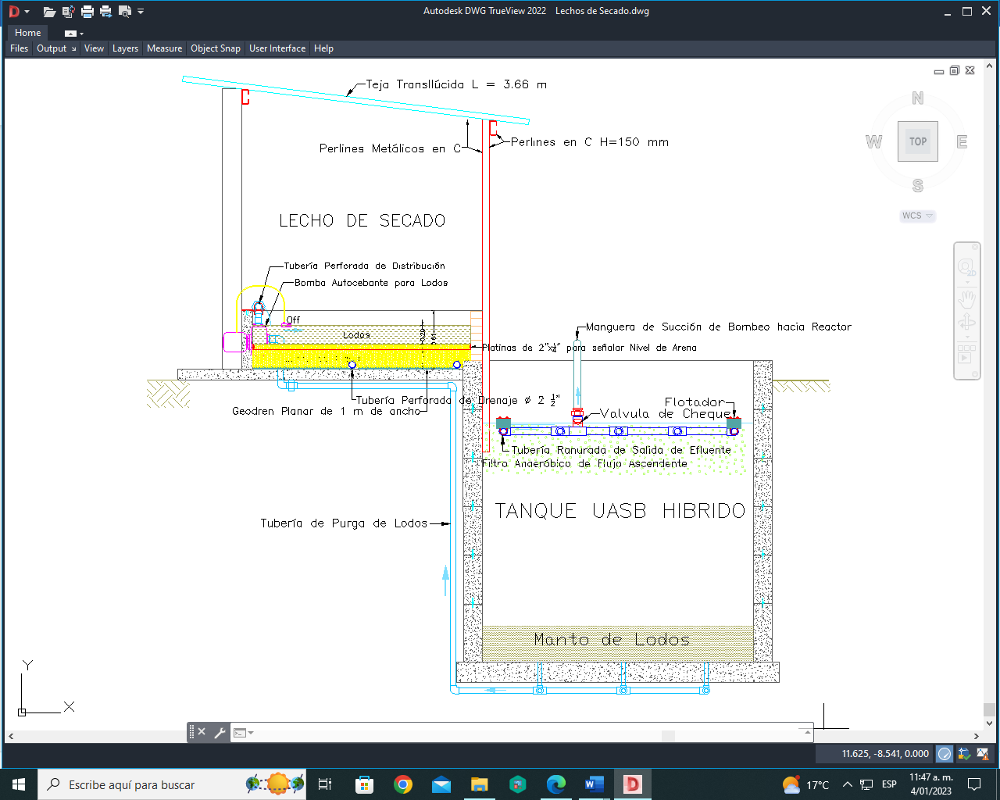 Autodesk DWG TrueView 2022    Lechos de Secado.dwg
Home
Files  Output  View  Layers  Measure  Object Snap  User Interface  Help
Teja Transllúcida L = 3.66 m
Perlines Metálicos en C
Perlines en C H=150 mm
N
W  TOP  E
S
WCS
2D
LECHO DE SECADO
Tubería Perforada de Distribución
Bomba Autocebante para Lodos
Off
Lodos
Manguera de Succión de Bombeo hacia Reactor
Platinas de 2"x¼" para señalar Nivel de Arena
Tubería Perforada de Drenaje ø 2 ½"
Geodren Planar de 1 m de ancho
Flotador
Valvula de Cheque
Tubería Ranurada de Salida de Efluente
Filtro Anaeróbico de Flujo Ascendente
TANQUE UASB HIBRIDO
Tubería de Purga de Lodos
Manto de Lodos
Y
X
11.625, -8.541, 0.000
Escribe aquí para buscar
17°C
ESP
11:47 a. m.
4/01/2023